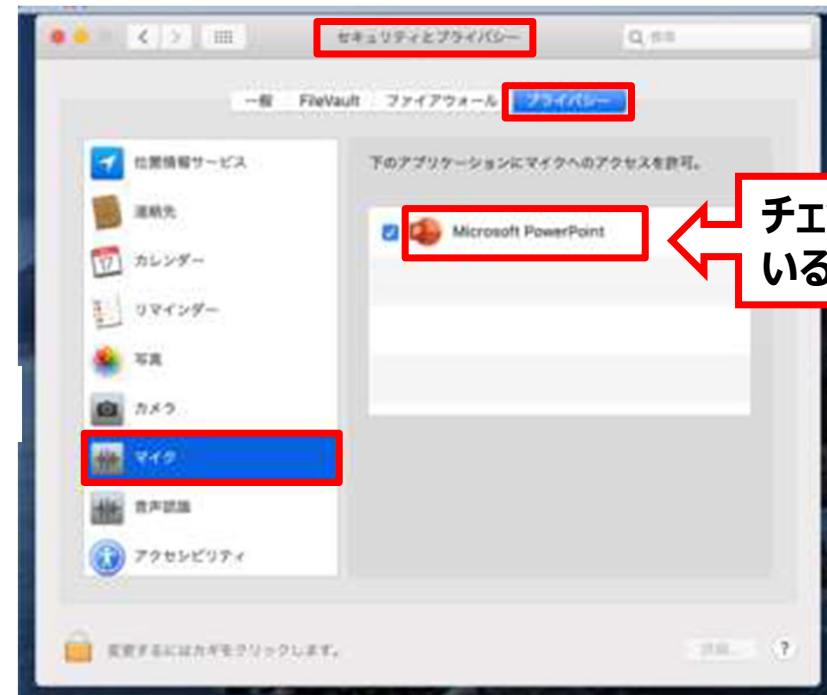 セキュリティとプライバシー
検索
一般 FileVault ファイアウォール プライバシー
位置情報サービス
連絡先
カレンダー
17
リマインダー
写真
カメラ
マイク
音声認識
アクセシビリティ
下のアプリケーションにマイクへのアクセスを許可。
Microsoft PowerPoint
チェ
いる
変更するにはカギをクリックします。
詳細...
?